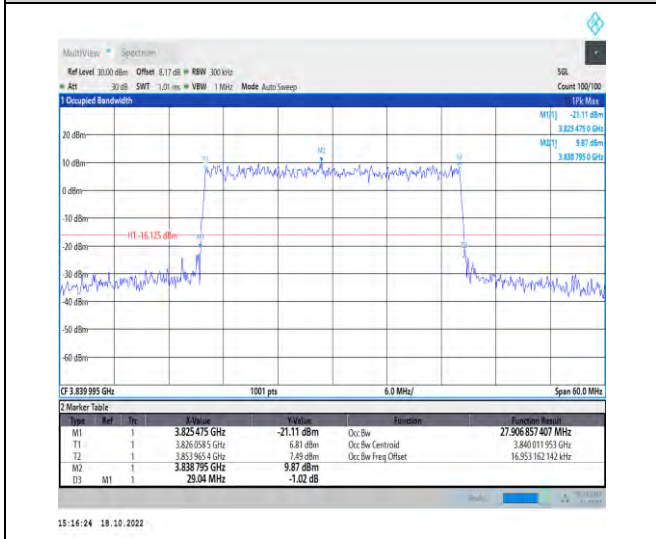 MultiView Spectrum
Ref Level 30.00 dBm Offset 8.17 dB RBW 300 kHz SGL
Att 30 dB SWT 1.01 ms VBW 1 MHz Mode Auto Sweep Count 100/100
1 Occupied Bandwidth 1Pk Max
M1[1] -21.11 dBm
3.825 475 0 GHz
M2[1] 9.87 dBm
3.838 795 0 GHz
20 dBm
M2
T1
10 dBm
0 dBm
-10 dBm
H1 -16.125 dBm
-20 dBm
-30 dBm
-40 dBm
-50 dBm
-60 dBm
CF 3.839 995 GHz 1001 pts 6.0 MHz/ Span 60.0 MHz
2 Marker Table
Type Ref Trc X-Value Y-Value Function Function Result
M1 1 3.825 475 GHz -21.11 dBm Occ Bw 27.906 857 407 MHz
T1 1 3.826 058 5 GHz 6.81 dBm Occ Bw Centroid 3.840 011 953 GHz
T2 1 3.853 965 4 GHz 7.49 dBm Occ Bw Freq Offset 16.953 162 142 kHz
M2 1 3.838 795 GHz 9.87 dBm
D3 M1 1 29.04 MHz -1.02 dB
15:16:24 18.10.2022